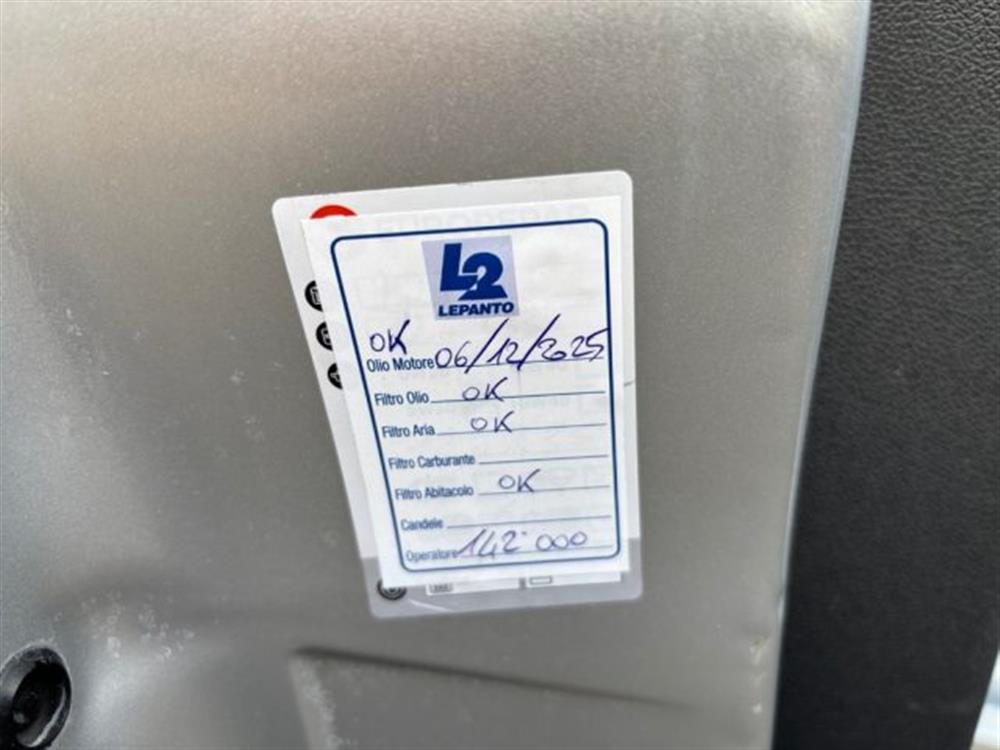 L2
LEPANTO
OK
Olio Motore 06/12/2025
Filtro Olio OK
Filtro Aria OK
Filtro Carburante
Filtro Abitacolo OK
Candele
Operatore 142'000